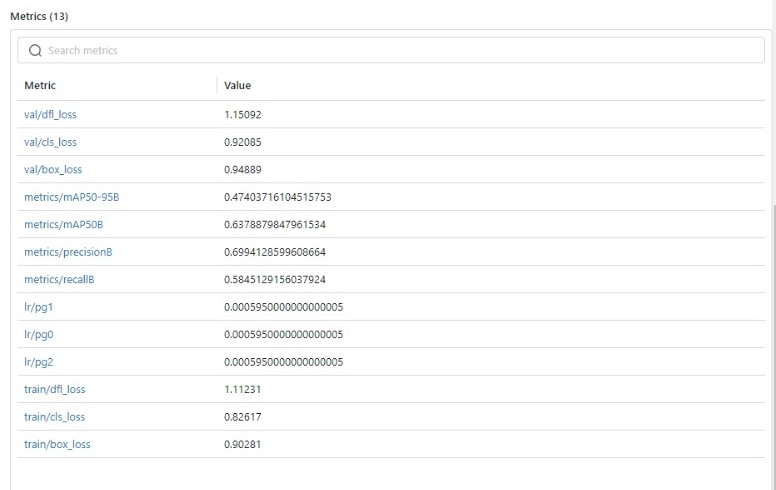 Metrics (13)
Search metrics
Metric Value
val/dfl_loss 1.15092
val/cls_loss 0.92085
val/box_loss 0.94889
metrics/mAP50-95B 0.47403716104515753
metrics/mAP50B 0.6378879847961534
metrics/precisionB 0.6994128599608664
metrics/recallB 0.5845129156037924
lr/pg1 0.0005950000000000005
lr/pg0 0.0005950000000000005
lr/pg2 0.0005950000000000005
train/dfl_loss 1.11231
train/cls_loss 0.82617
train/box_loss 0.90281